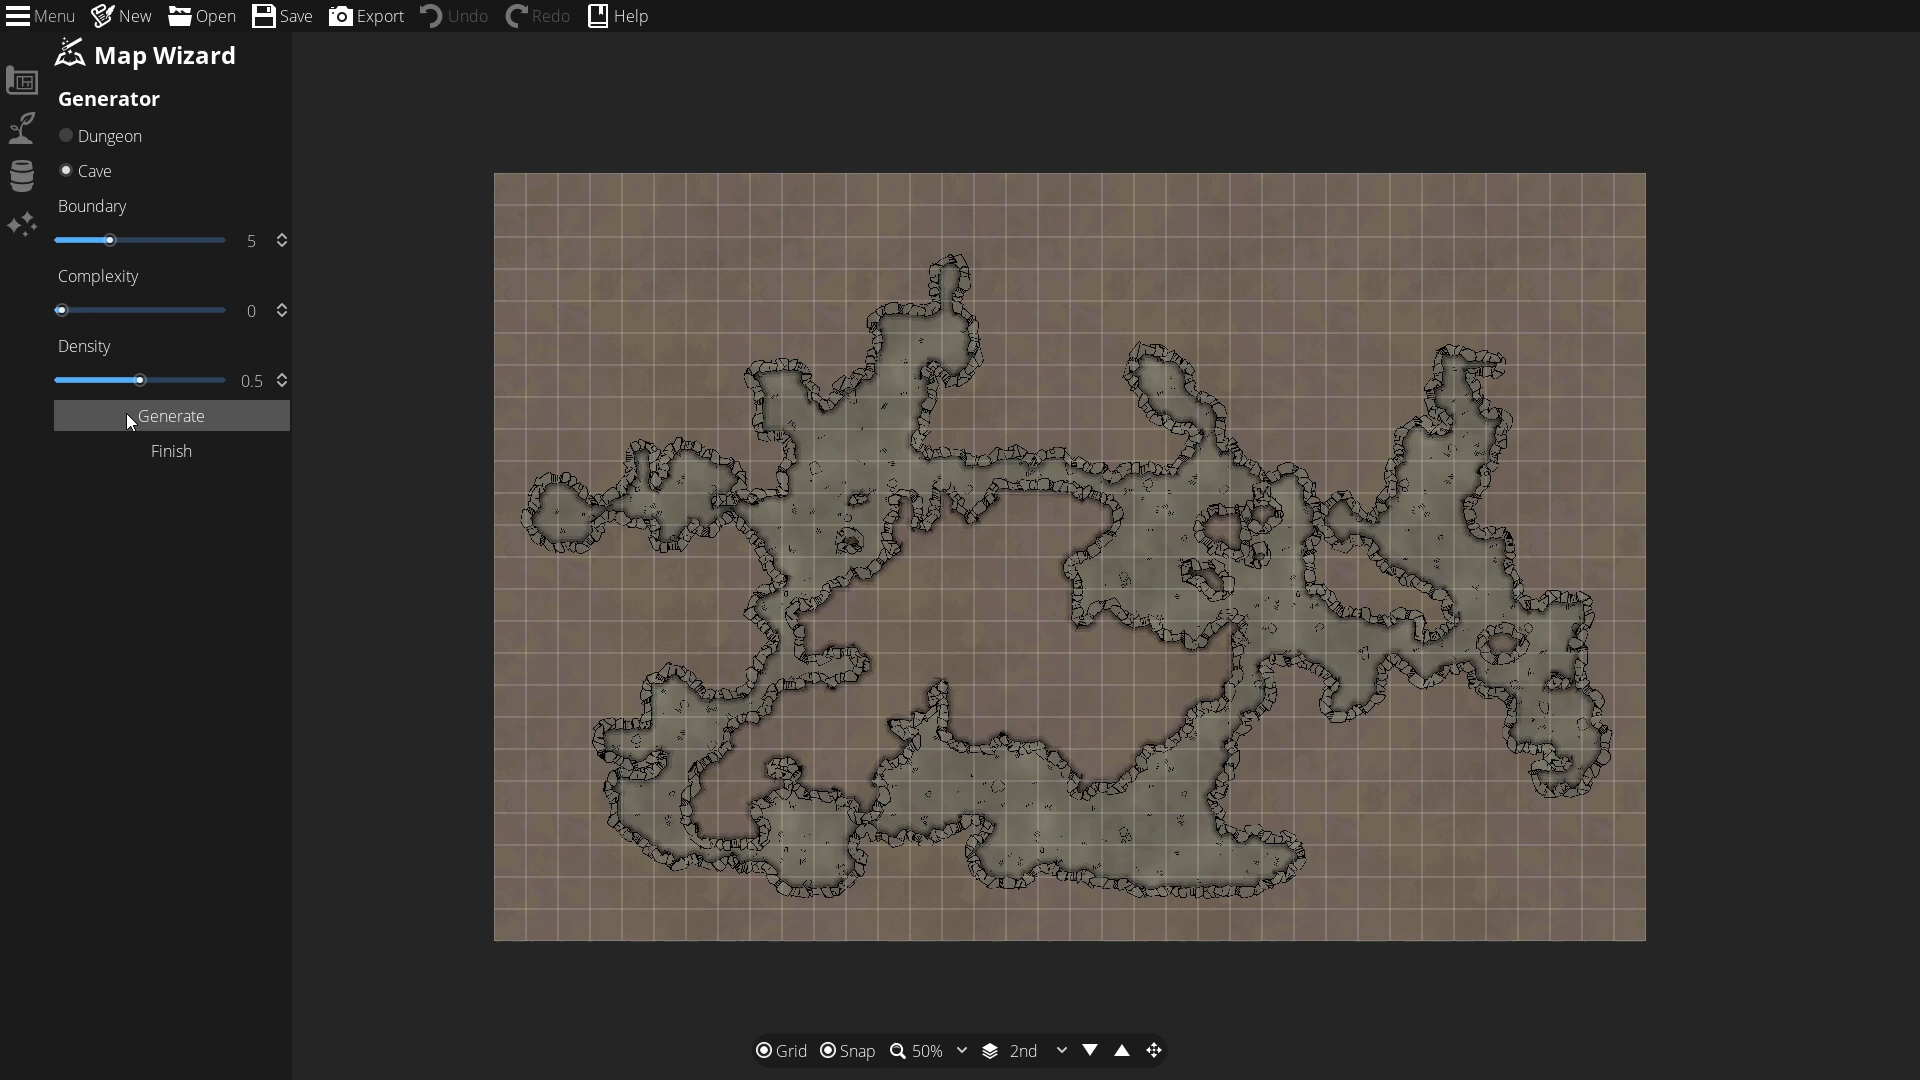 Menu New Open Save Export Undo Redo Help
Map Wizard
Generator
Dungeon
Cave
Boundary
5
Complexity
0
Density
0.5
Generate
Finish
Grid Snap 50% 2nd